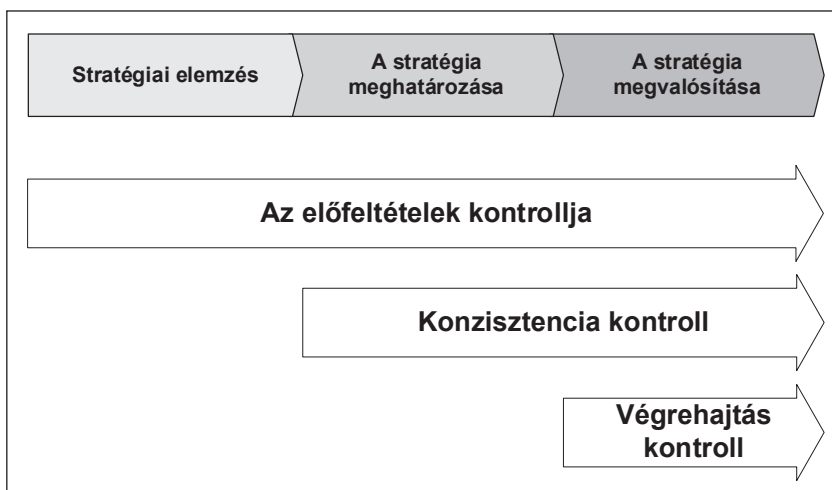 Stratégiai elemzés
A stratégia
meghatározása
A stratégia
megvalósítása
Az előfeltételek kontrollja
Konzisztencia kontroll
Végrehajtás
kontroll